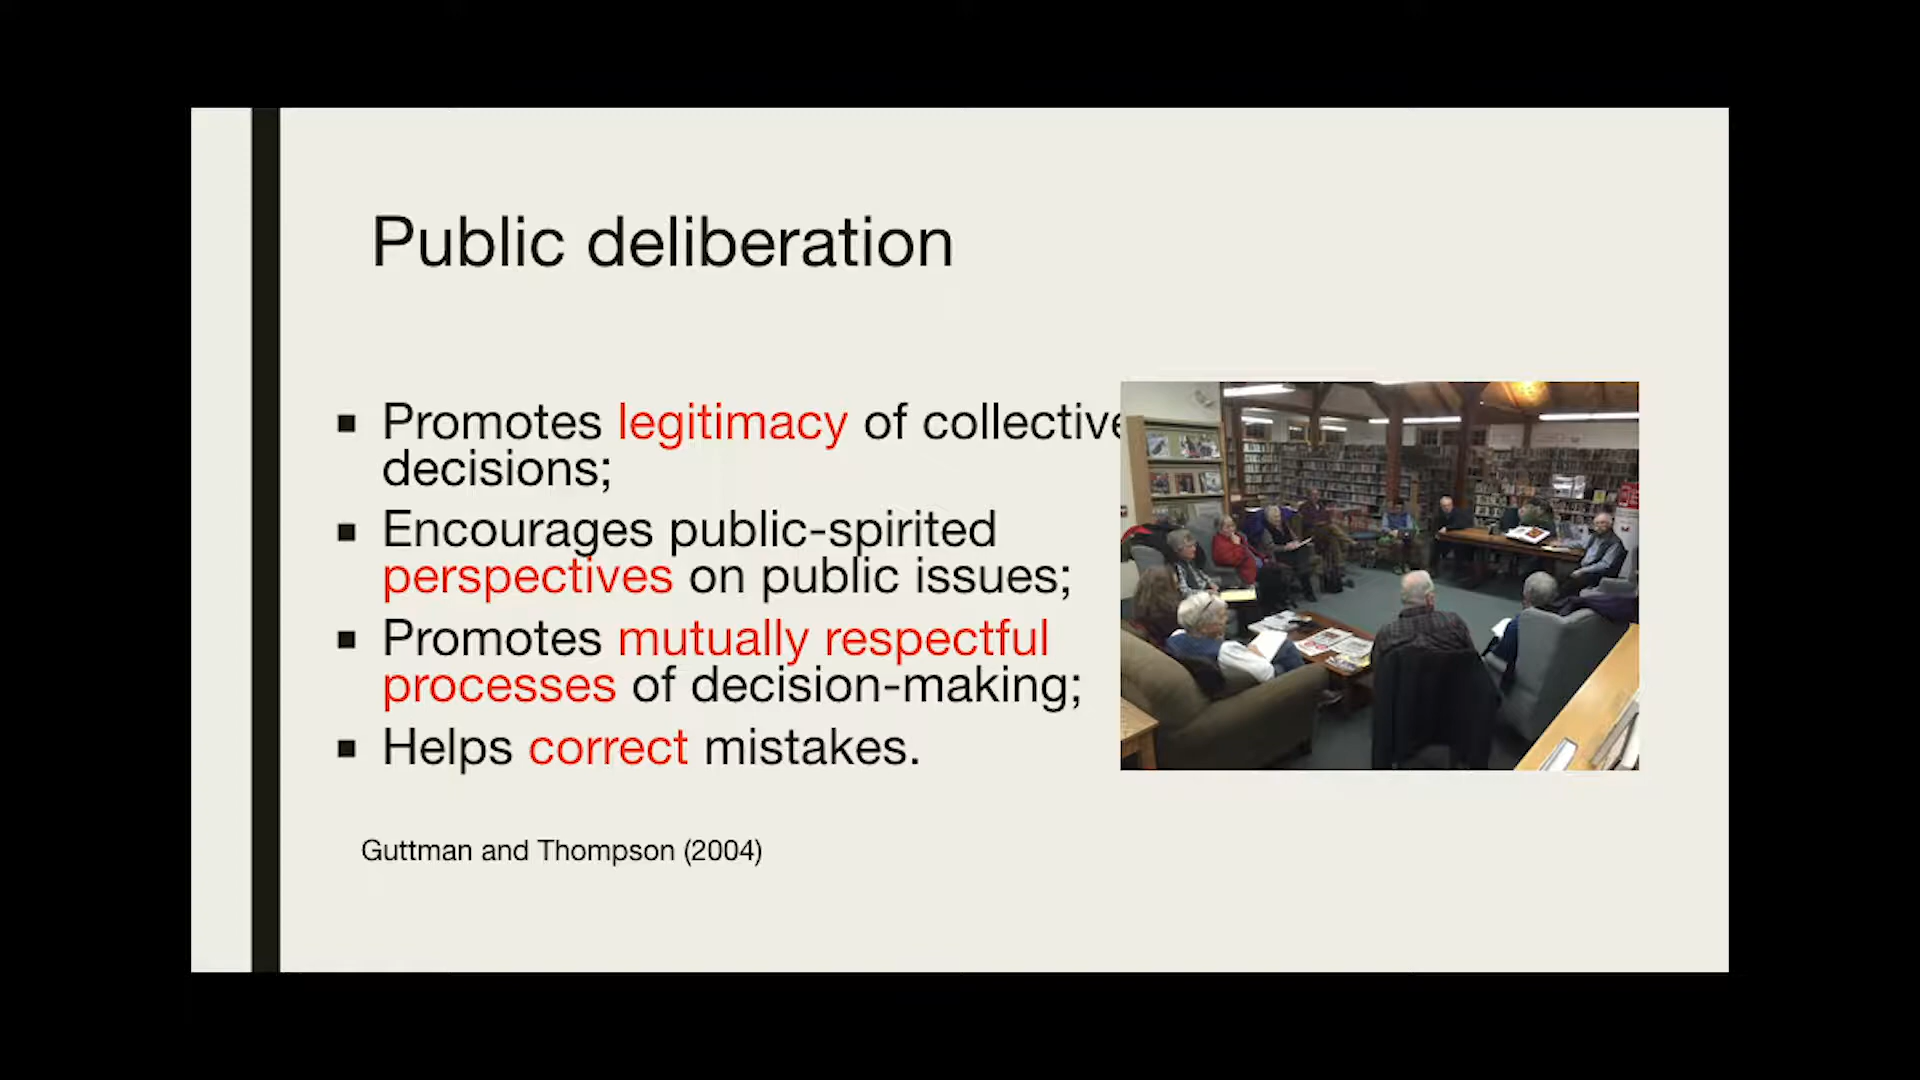 Public deliberation
▪ Promotes legitimacy of collective
decisions;
▪ Encourages public-spirited
perspectives on public issues;
▪ Promotes mutually respectful
processes of decision-making;
▪ Helps correct mistakes.
Guttman and Thompson (2004)